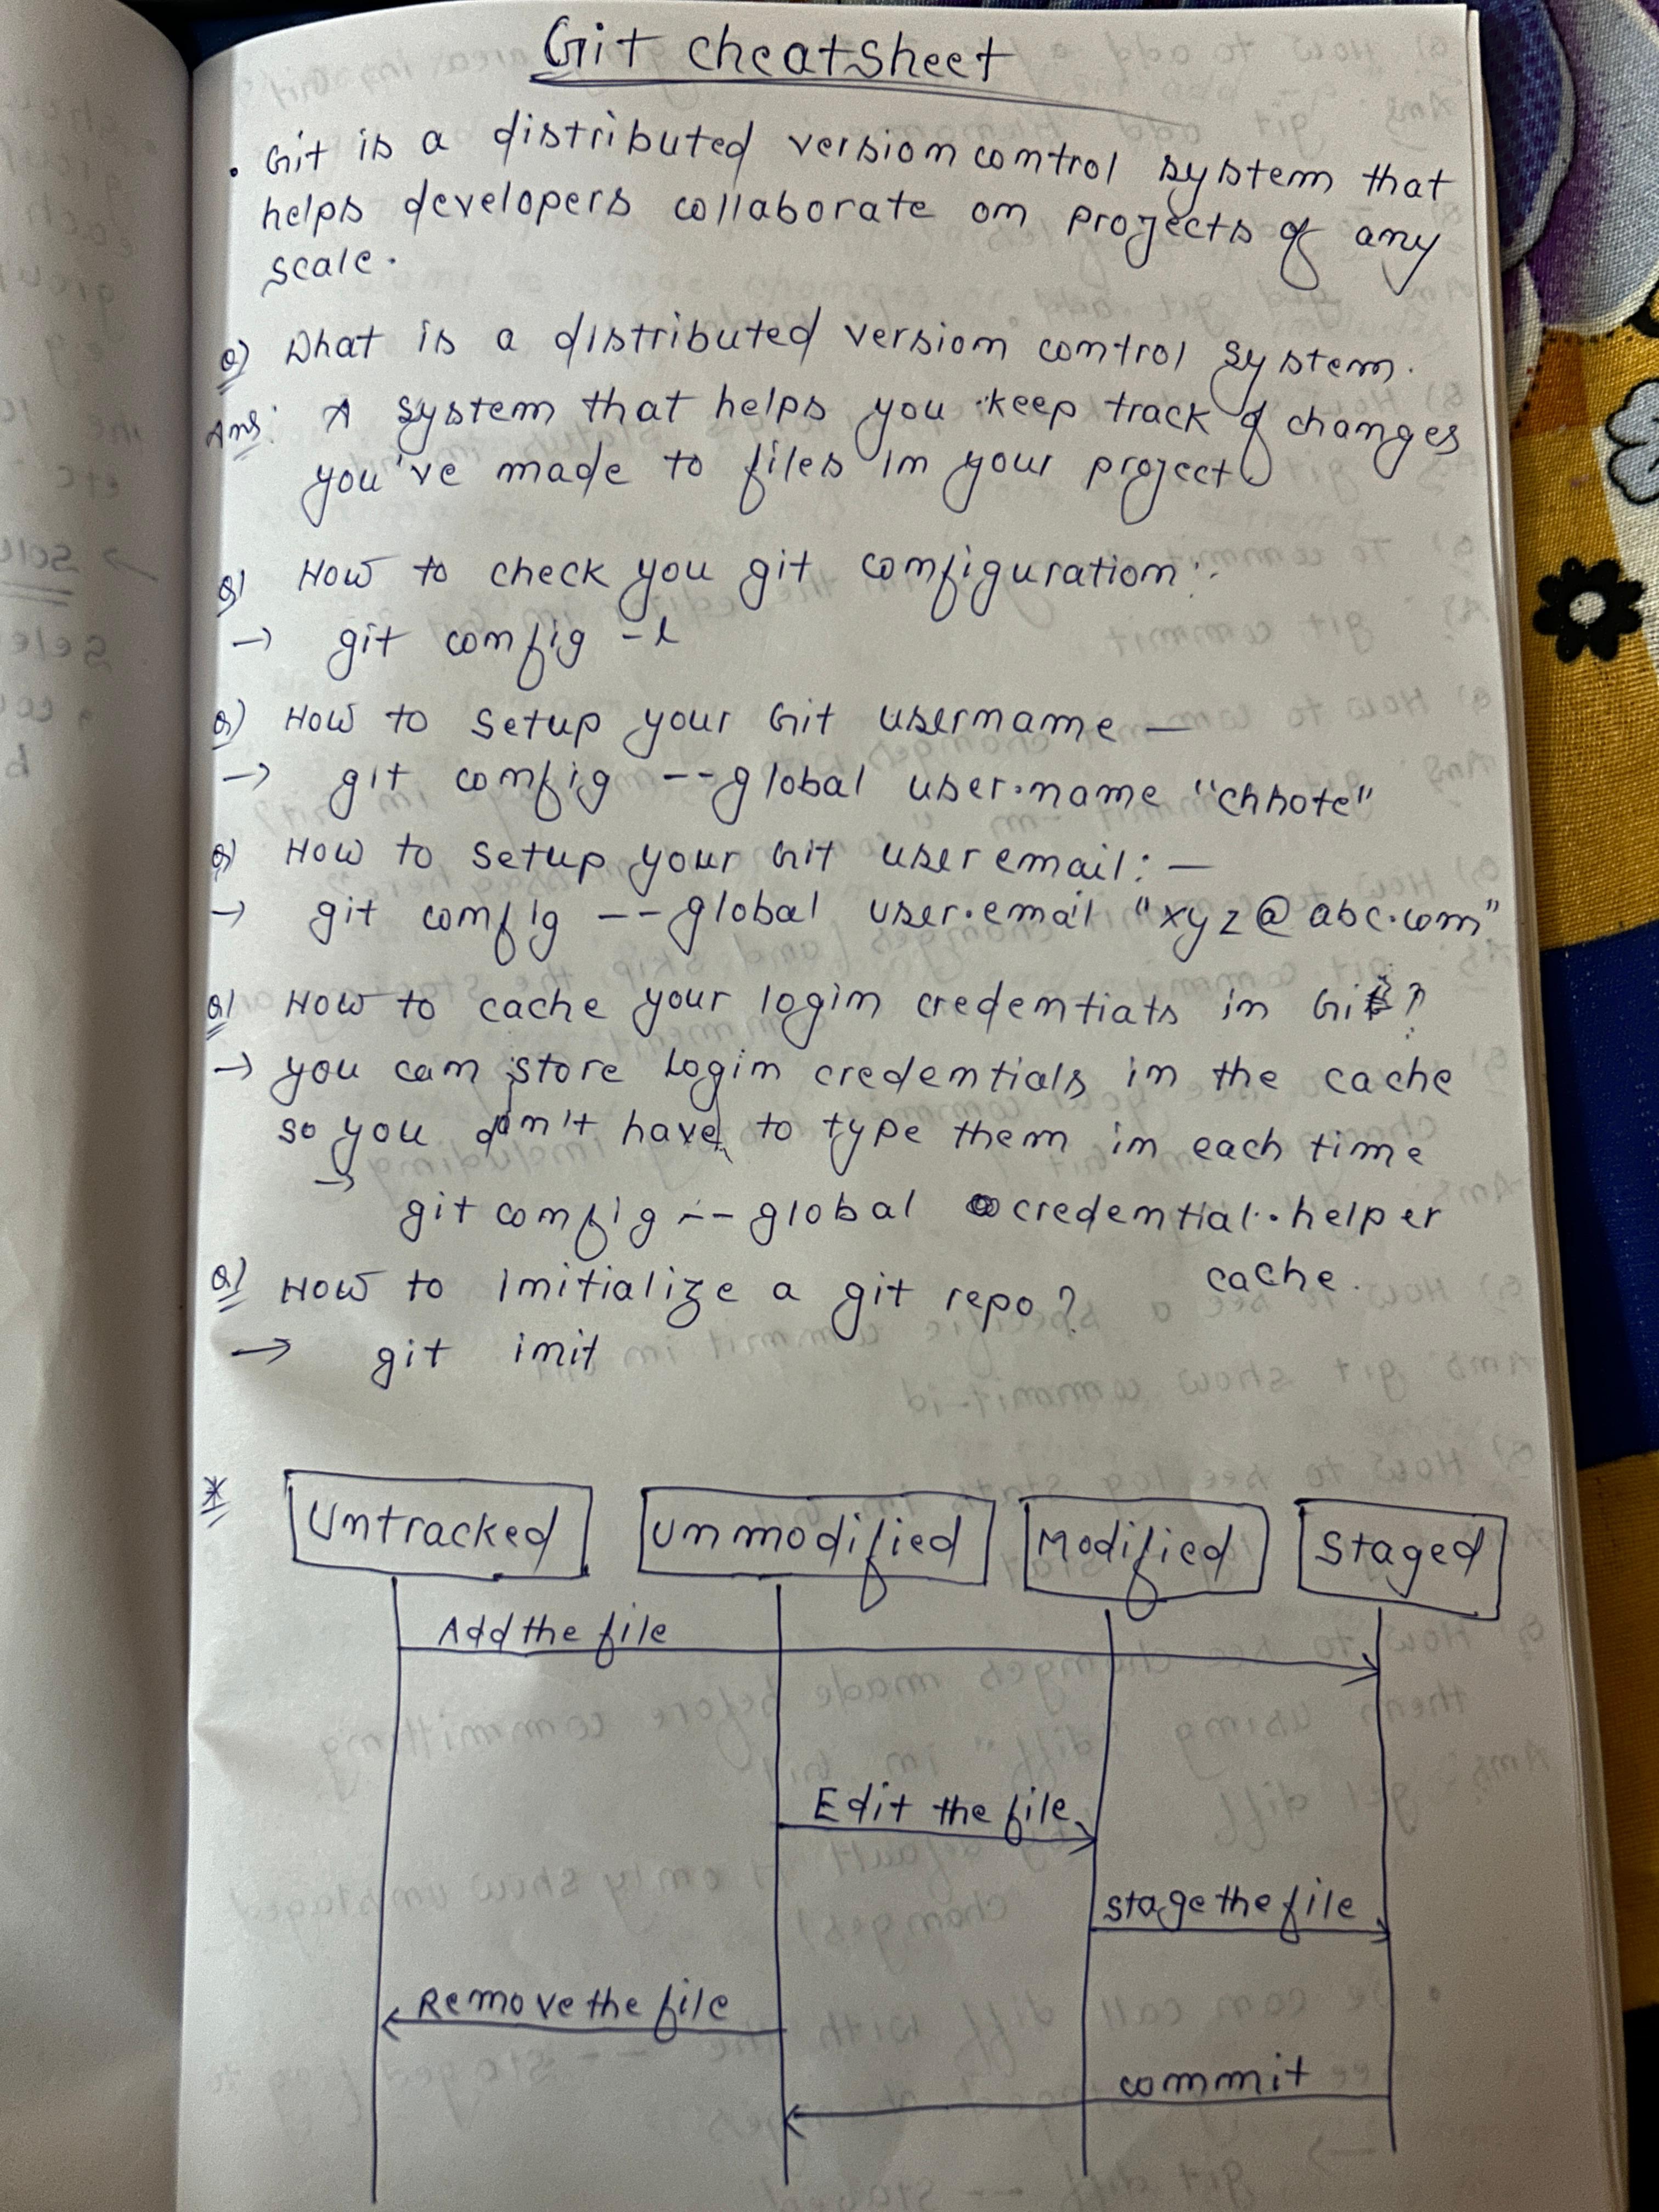 Git cheatsheet
. Git is a distributed version control system that
helps developers collaborate on projects of any
scale.
Q) What is a distributed version control system.
Ans: A system that helps you keep track of changes
you've made to files in your project.
Q) How to check you git configuration:
→ git config -l
Q) How to setup your Git username —
→ git config --global user.name "chhote"
Q) How to setup your Git user email: —
→ git config --global user.email "xyz@abc.com"
Q) How to cache your login credentials in Git?
→ you can store login credentials in the cache
so you don't have to type them in each time
→
git config --global credential.helper
cache.
Q) How to initialize a git repo?
→ git init
* Untracked Unmodified Modified Staged
Add the file
Edit the file
stage the file
Remove the file
commit